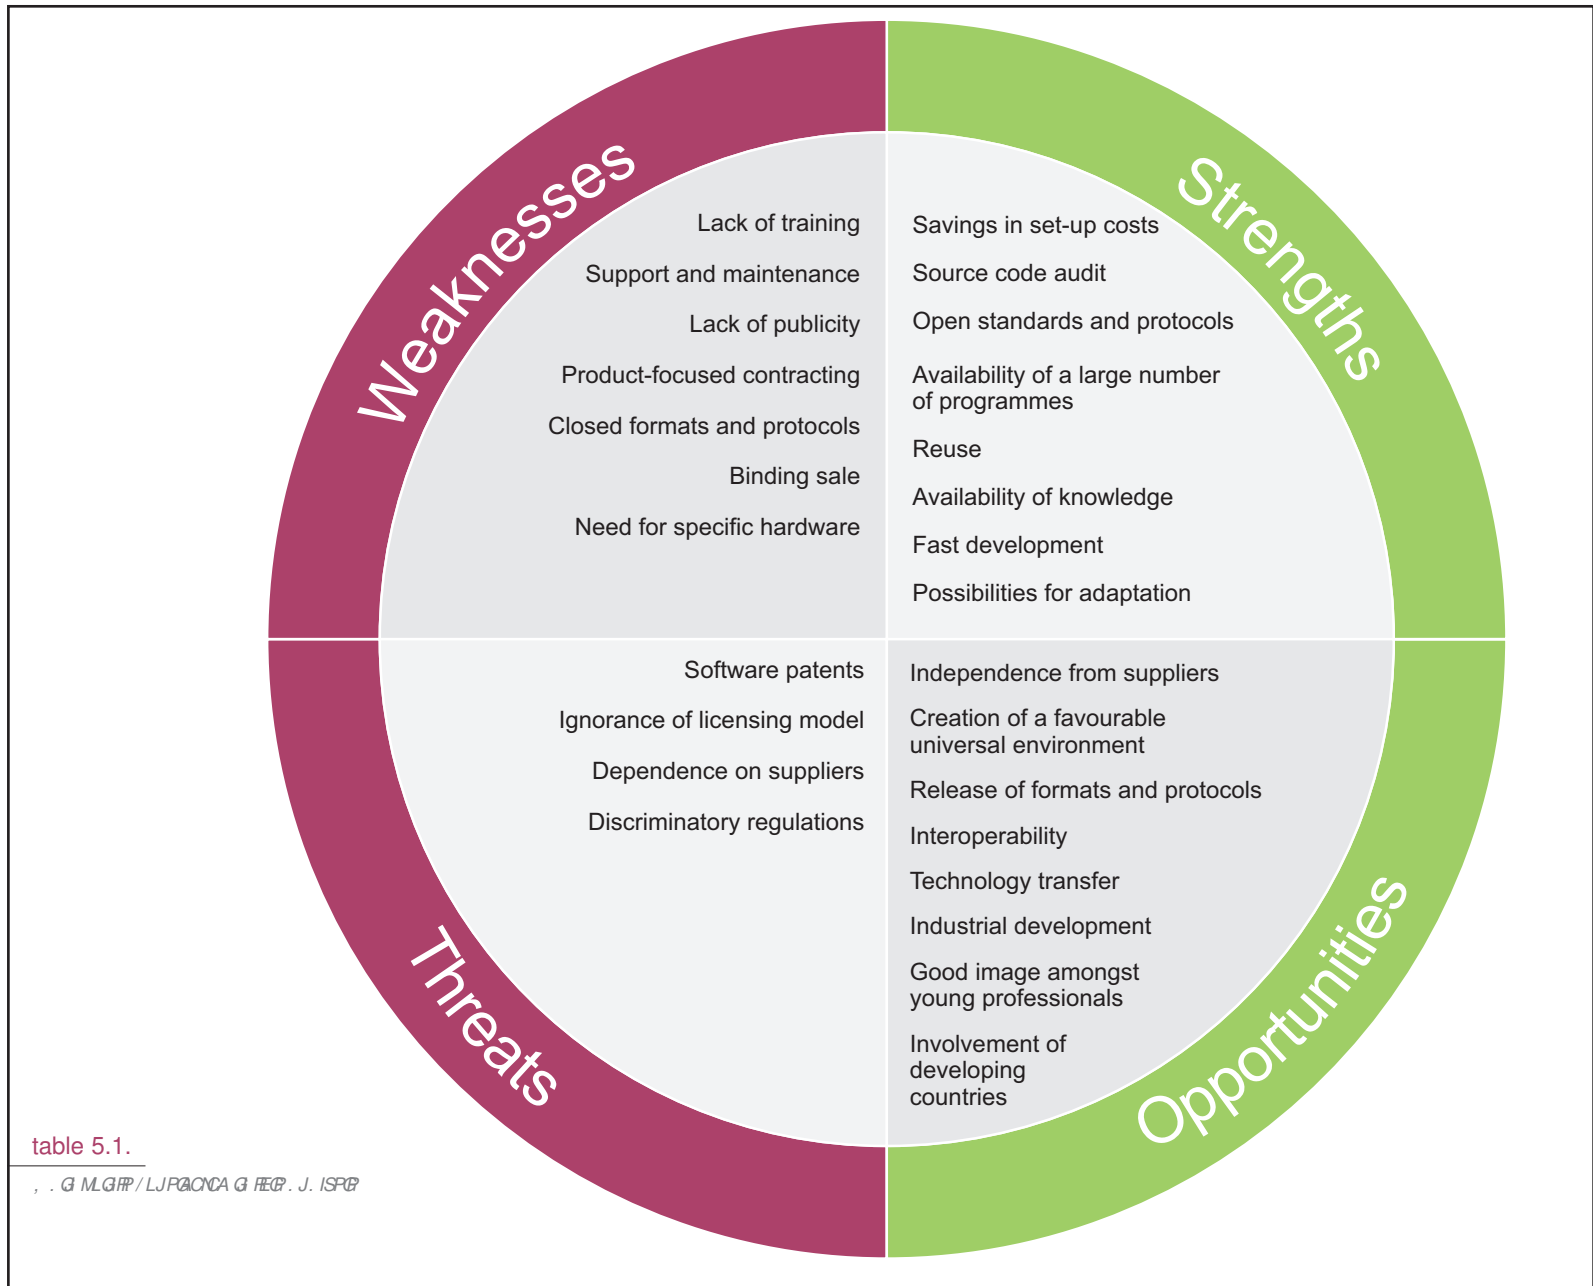 Weaknesses
Lack of training
Support and maintenance
Lack of publicity
Product-focused contracting
Closed formats and protocols
Binding sale
Need for specific hardware
Strengths
Savings in set-up costs
Source code audit
Open standards and protocols
Availability of a large number
of programmes
Reuse
Availability of knowledge
Fast development
Possibilities for adaptation
Threats
Software patents
Ignorance of licensing model
Dependence on suppliers
Discriminatory regulations
Opportunities
Independence from suppliers
Creation of a favourable
universal environment
Release of formats and protocols
Interoperability
Technology transfer
Industrial development
Good image amongst
young professionals
Involvement of
developing
countries
table 5.1.